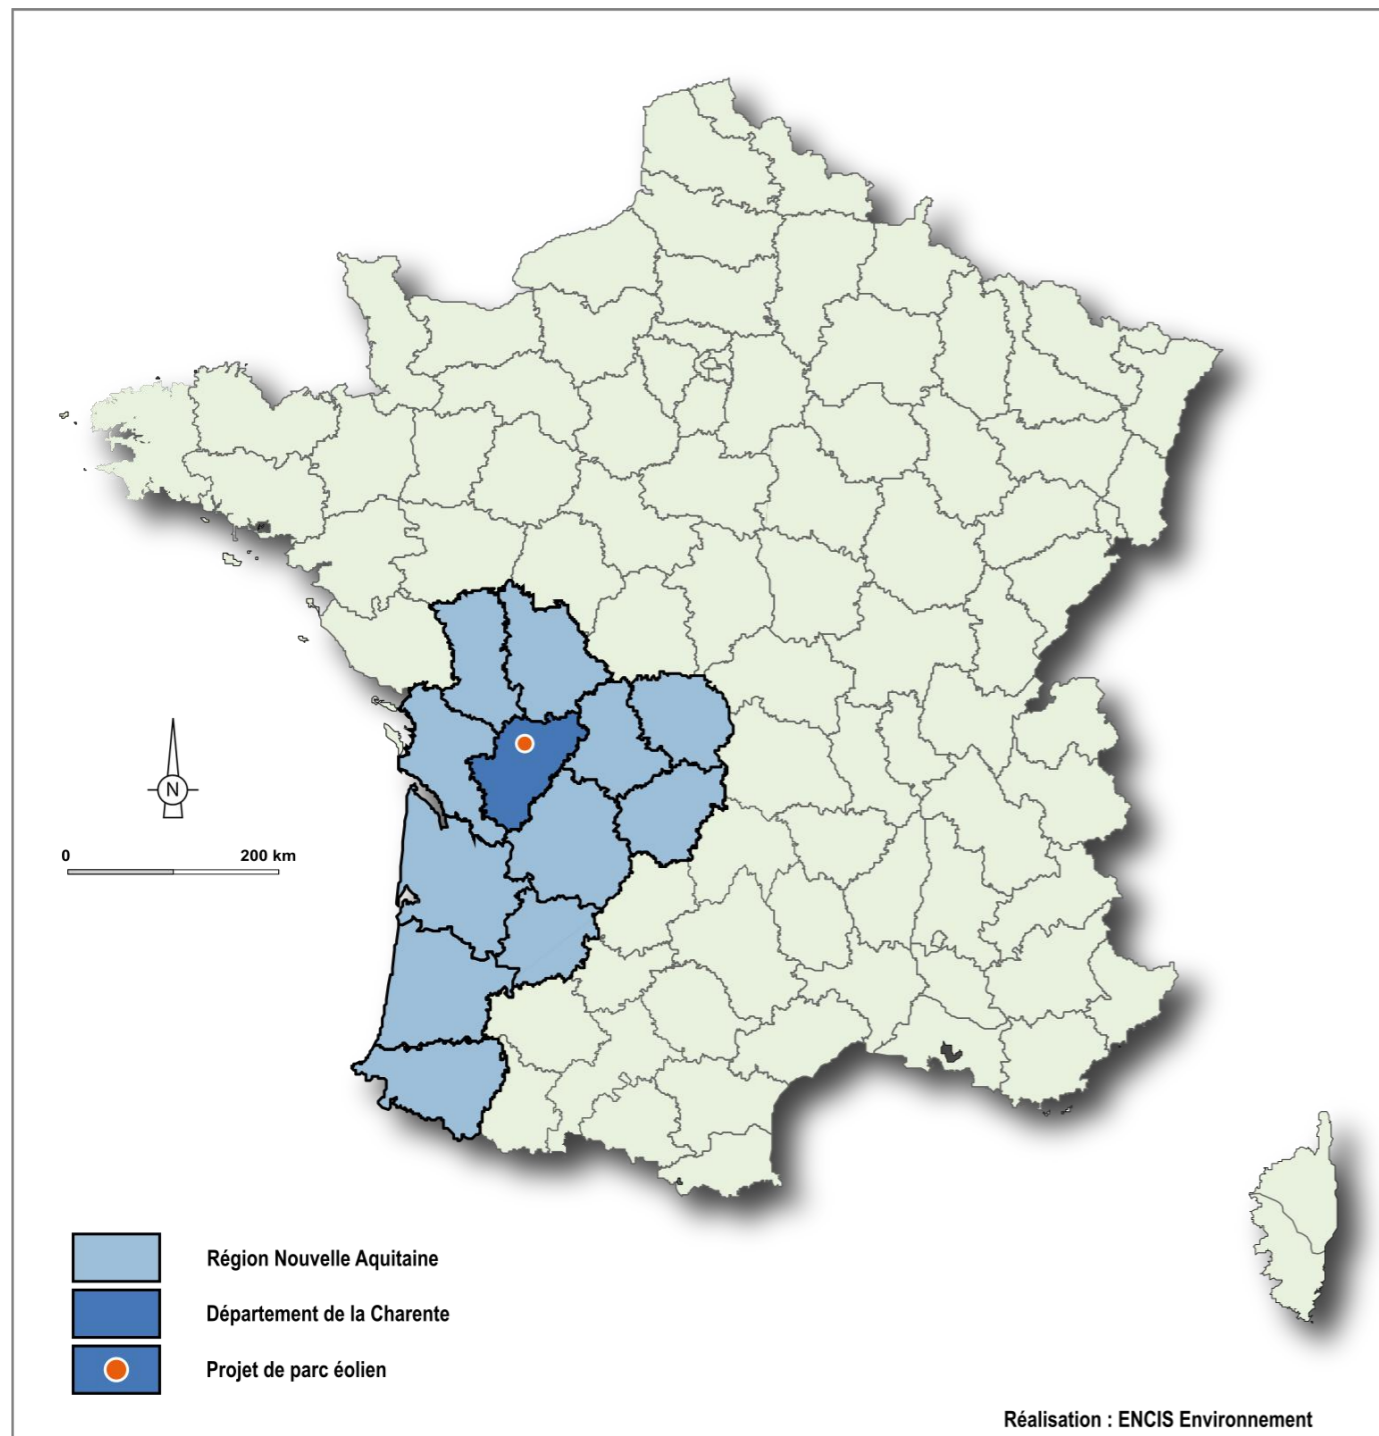 N
0 200 km
Région Nouvelle Aquitaine
Département de la Charente
Projet de parc éolien
Réalisation : ENCIS Environnement